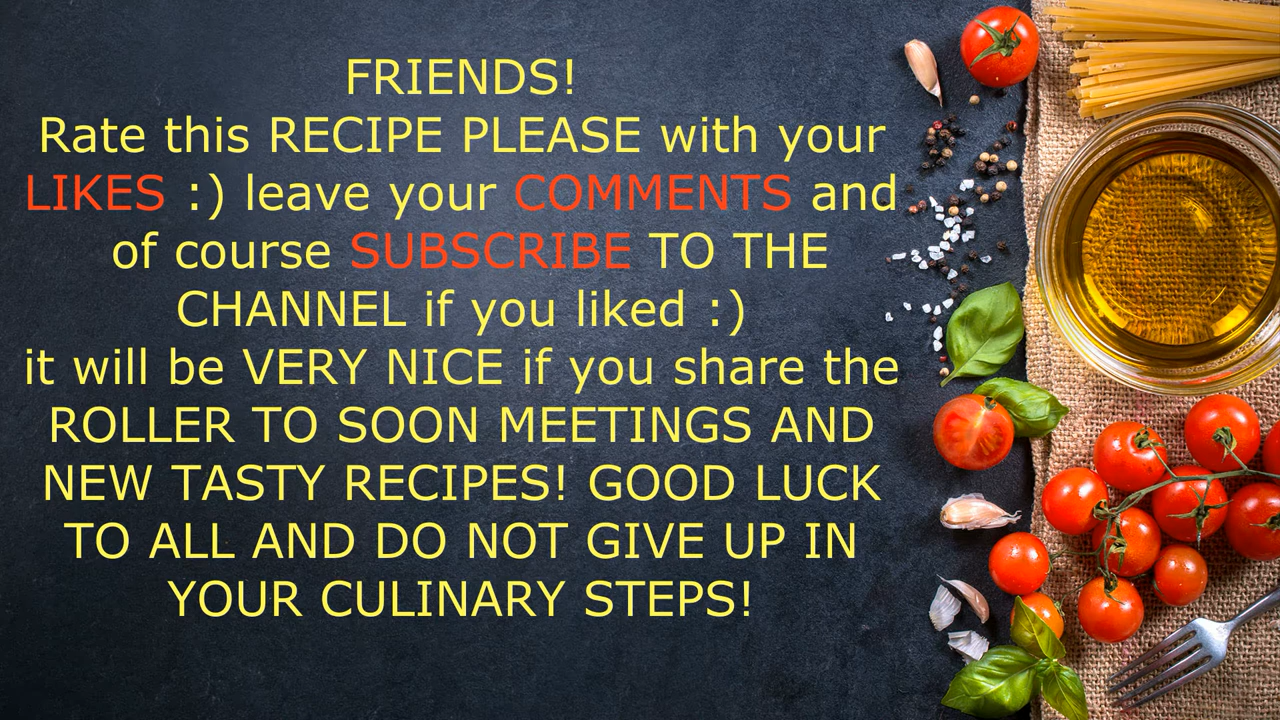 FRIENDS!
Rate this RECIPE PLEASE with your
LIKES :) leave your COMMENTS and
of course SUBSCRIBE TO THE
CHANNEL if you liked :)
it will be VERY NICE if you share the
ROLLER TO SOON MEETINGS AND
NEW TASTY RECIPES! GOOD LUCK
TO ALL AND DO NOT GIVE UP IN
YOUR CULINARY STEPS!